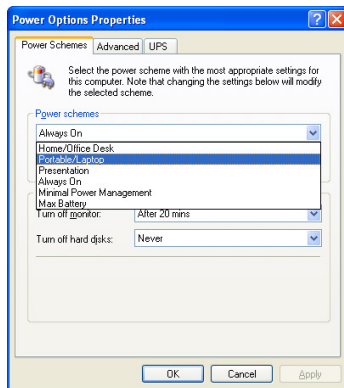 Power Options Properties
Power Schemes Advanced UPS
Select the power scheme with the most appropriate settings for
this computer. Note that changing the settings below will modify
the selected scheme.
Power schemes
Always On
Home/Office Desk
Portable/Laptop
Presentation
Always On
Minimal Power Management
Max Battery
Turn off monitor: After 20 mins
Turn off hard disks: Never
OK Cancel Apply